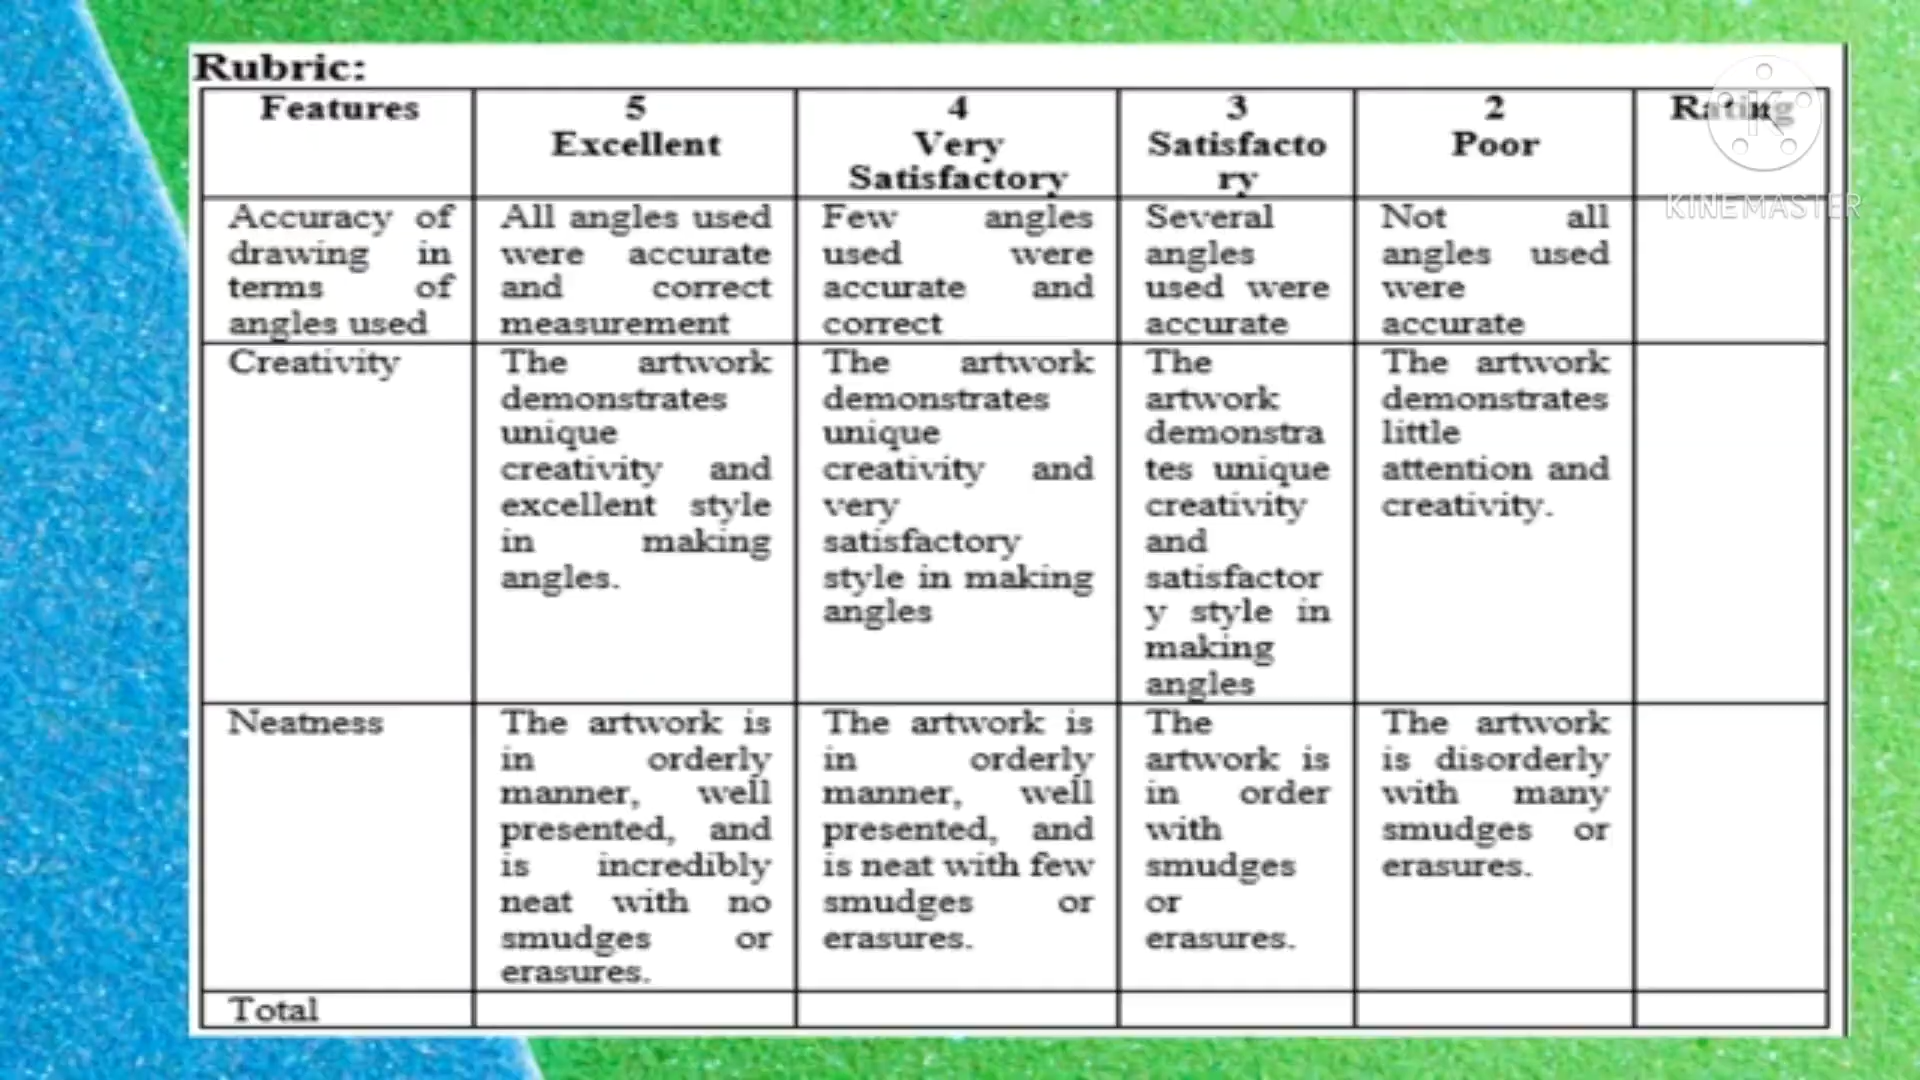 Rubric:
Features
5
Excellent
4
Very
Satisfactory
3
Satisfacto
ry
2
Poor
Rating
Accuracy of
drawing in
terms of
angles used
All angles used
were accurate
and correct
measurement
Few angles
used were
accurate and
correct
Several
angles
used were
accurate
Not all
angles used
were
accurate
Creativity
The artwork
demonstrates
unique
creativity and
excellent style
in making
angles.
The artwork
demonstrates
unique
creativity and
very
satisfactory
style in making
angles
The
artwork
demonstra
tes unique
creativity
and
satisfactor
y style in
making
angles
The artwork
demonstrates
little
attention and
creativity.
Neatness
The artwork is
in orderly
manner, well
presented, and
is incredibly
neat with no
smudges or
erasures.
The artwork is
in orderly
manner, well
presented, and
is neat with few
smudges or
erasures.
The
artwork is
in order
with
smudges
or
erasures.
The artwork
is disorderly
with many
smudges or
erasures.
Total
K
KINEMASTER